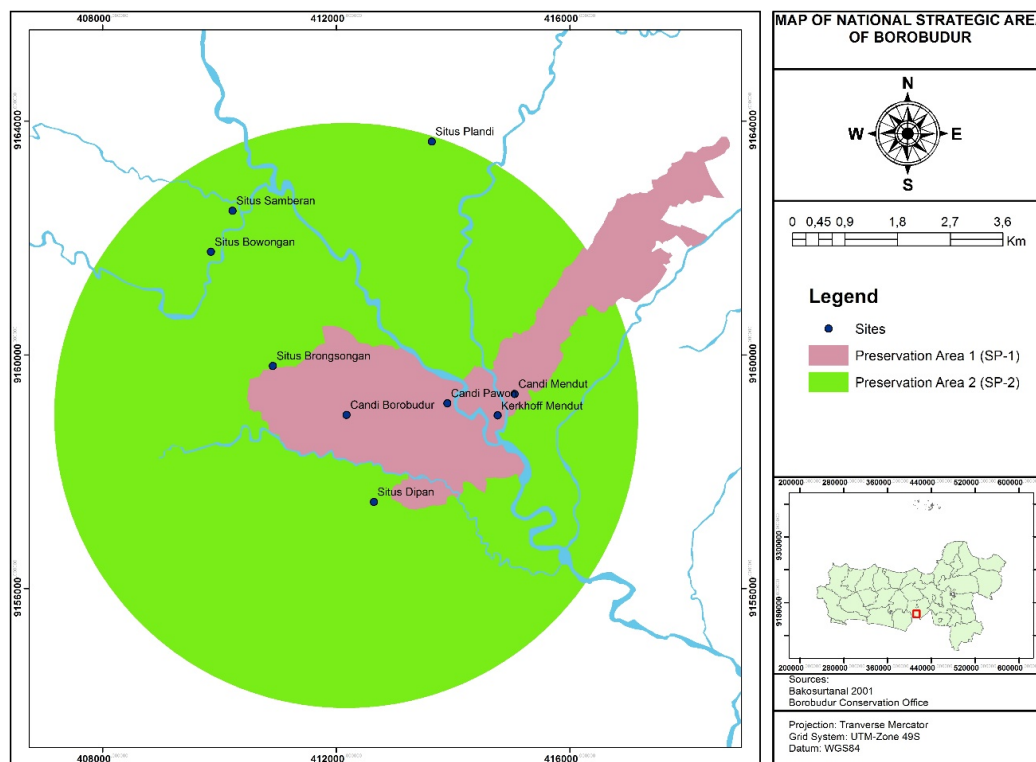 408000
412000
416000
9164000
9164000
Situs Plandi
Situs Samberan
Situs Bowongan
9160000
9160000
Situs Brongsongan
Candi Mendut
Candi Pawon
Candi Borobudur
Kerkhoff Mendut
Situs Dipan
9156000
9156000
408000
412000
416000
MAP OF NATIONAL STRATEGIC AREA
OF BOROBUDUR
N
W
E
S
0 0,45 0,9 1,8 2,7 3,6
Km
Legend
Sites
Preservation Area 1 (SP-1)
Preservation Area 2 (SP-2)
200000 280000 360000 440000 520000 600000
9300000
9180000
200000 280000 360000 440000 520000 600000
Sources:
Bakosurtanal 2001
Borobudur Conservation Office
Projection: Tranverse Mercator
Grid System: UTM-Zone 49S
Datum: WGS84